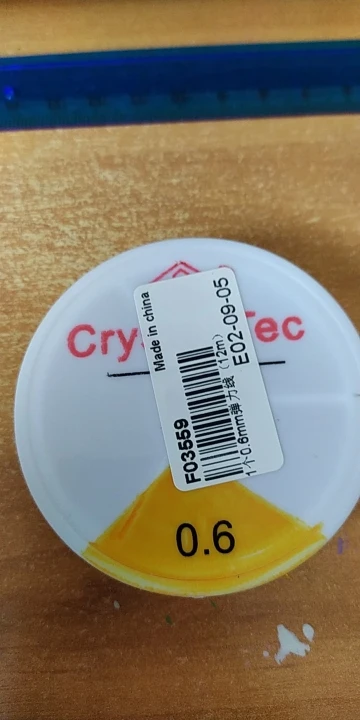 Cry Tec
Made in china
F03559
1个0.6mm弹力线 (12m)
E02-09-05
0.6